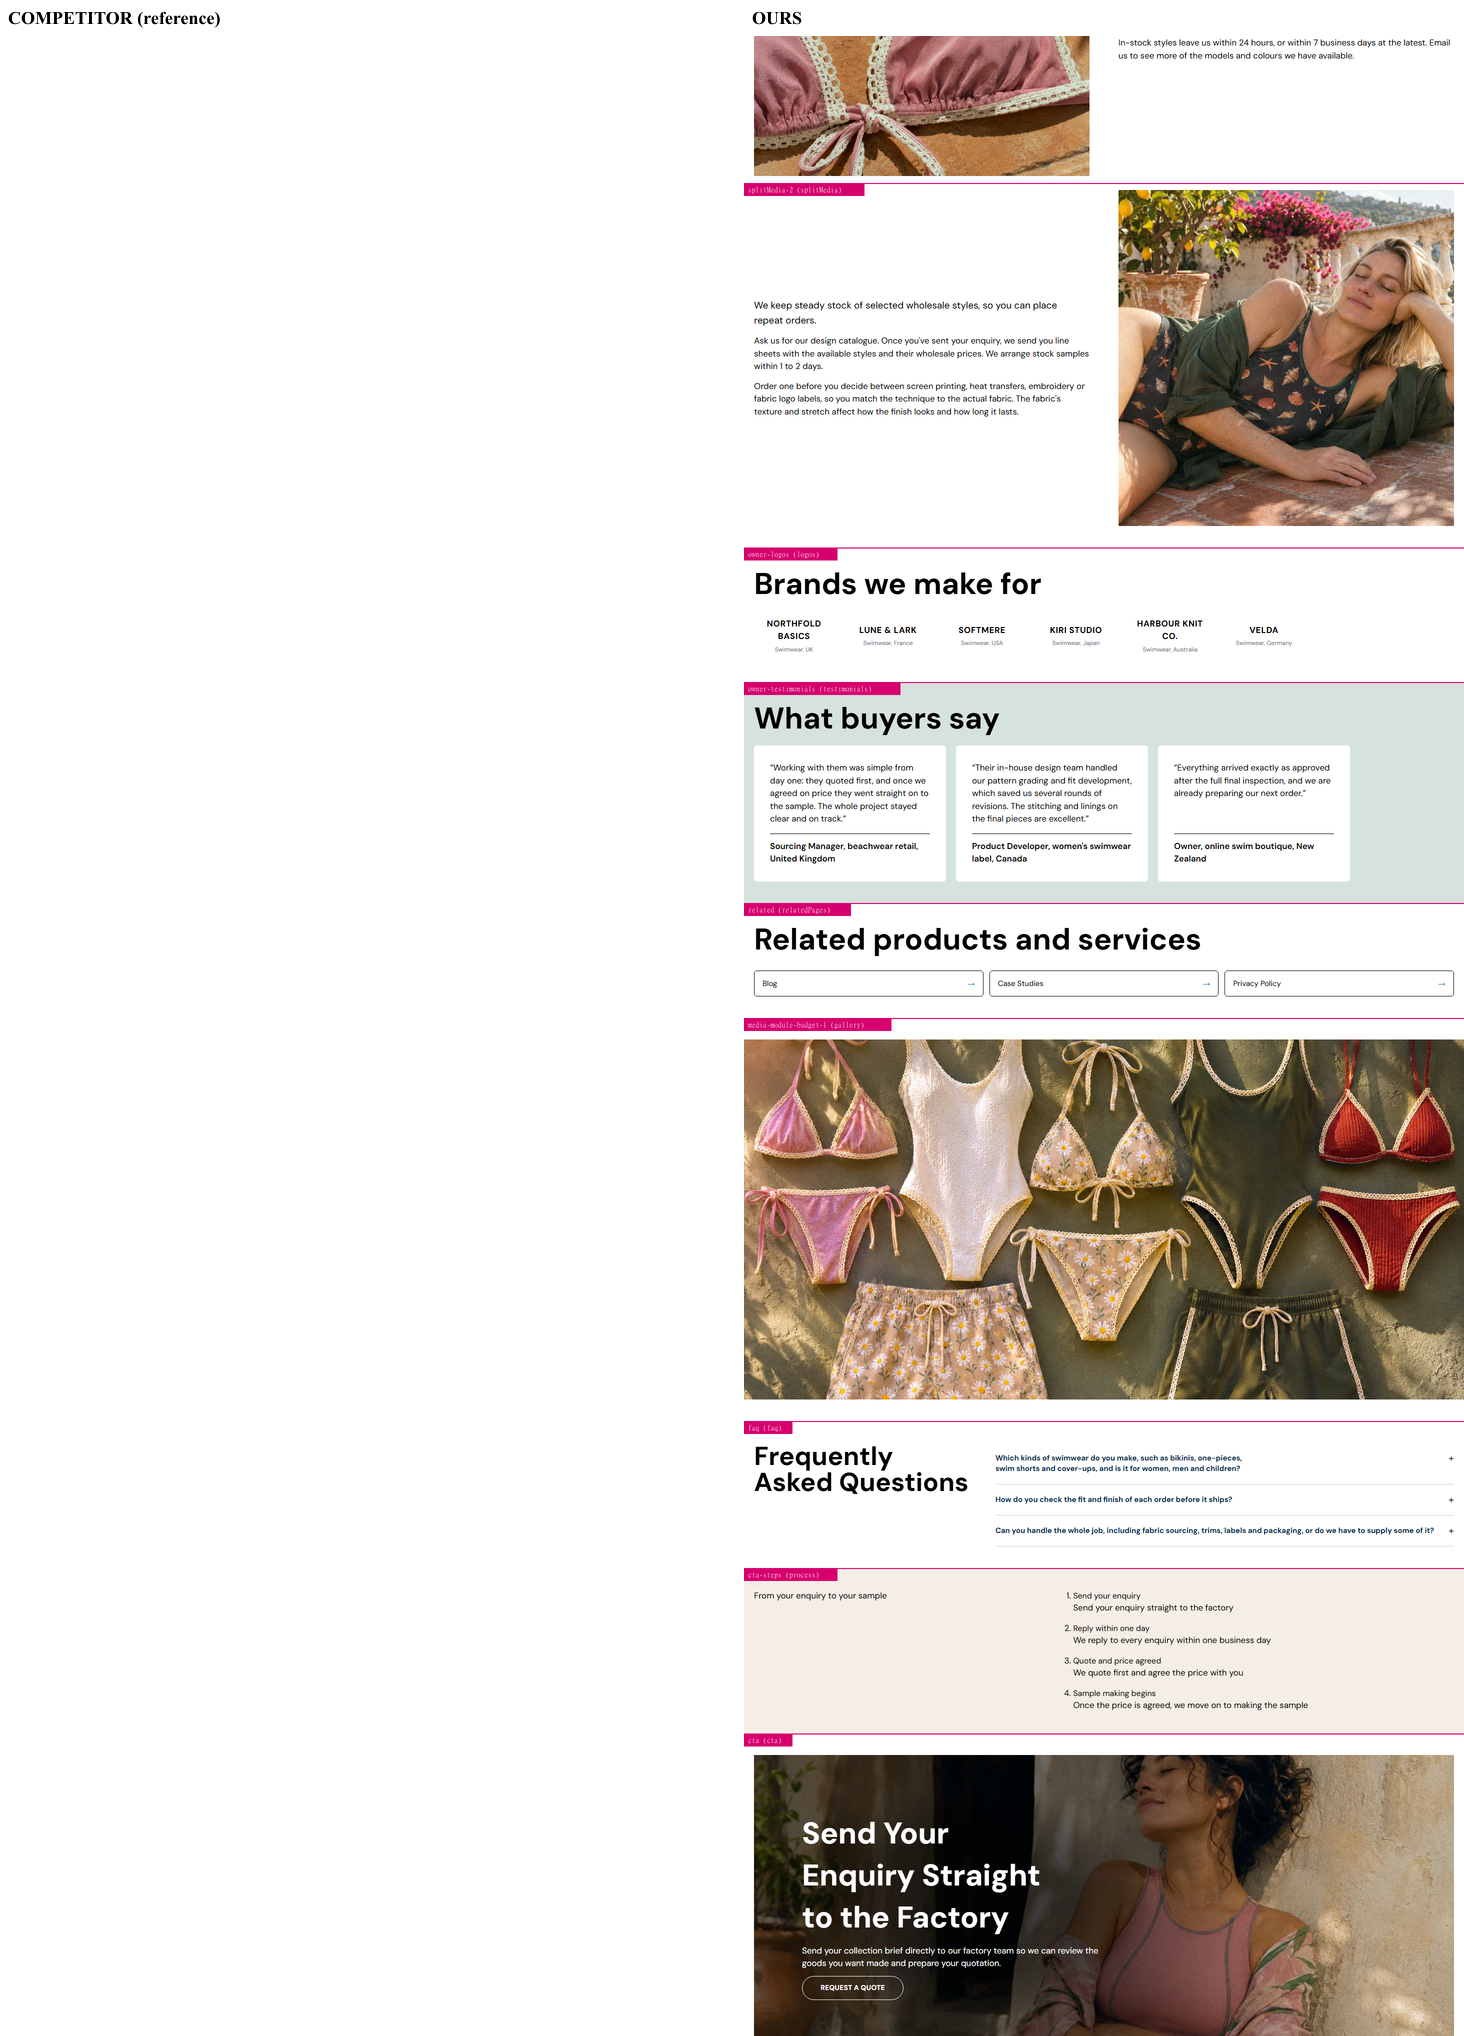 COMPETITOR (reference)
OURS
In-stock styles leave us within 24 hours, or within 7 business days at the latest. Email
us to see more of the models and colours we have available.
splitMedia-2 (splitMedia)
We keep steady stock of selected wholesale styles, so you can place
repeat orders.
Ask us for our design catalogue. Once you've sent your enquiry, we send you line
sheets with the available styles and their wholesale prices. We arrange stock samples
within 1 to 2 days.
Order one before you decide between screen printing, heat transfers, embroidery or
fabric logo labels, so you match the technique to the actual fabric. The fabric's
texture and stretch affect how the finish looks and how long it lasts.
owner-logos (logos)
Brands we make for
NORTHFOLD
BASICS
Swimwear, UK
LUNE & LARK
Swimwear, France
SOFTMERE
Swimwear, USA
KIRI STUDIO
Swimwear, Japan
HARBOUR KNIT
CO.
Swimwear, Australia
VELDA
Swimwear, Germany
owner-testimonials (testimonials)
What buyers say
"Working with them was simple from
day one: they quoted first, and once we
agreed on price they went straight on to
the sample. The whole project stayed
clear and on track."
Sourcing Manager, beachwear retail,
United Kingdom
"Their in-house design team handled
our pattern grading and fit development,
which saved us several rounds of
revisions. The stitching and linings on
the final pieces are excellent."
Product Developer, women's swimwear
label, Canada
"Everything arrived exactly as approved
after the full final inspection, and we are
already preparing our next order."
Owner, online swim boutique, New
Zealand
related (relatedPages)
Related products and services
Blog →
Case Studies →
Privacy Policy →
media-module-budget-1 (gallery)
faq (faq)
Frequently
Asked Questions
Which kinds of swimwear do you make, such as bikinis, one-pieces,
swim shorts and cover-ups, and is it for women, men and children? +
How do you check the fit and finish of each order before it ships? +
Can you handle the whole job, including fabric sourcing, trims, labels and packaging, or do we have to supply some of it? +
cta-steps (process)
From your enquiry to your sample
1. Send your enquiry
Send your enquiry straight to the factory
2. Reply within one day
We reply to every enquiry within one business day
3. Quote and price agreed
We quote first and agree the price with you
4. Sample making begins
Once the price is agreed, we move on to making the sample
cta (cta)
Send Your
Enquiry Straight
to the Factory
Send your collection brief directly to our factory team so we can review the
goods you want made and prepare your quotation.
REQUEST A QUOTE